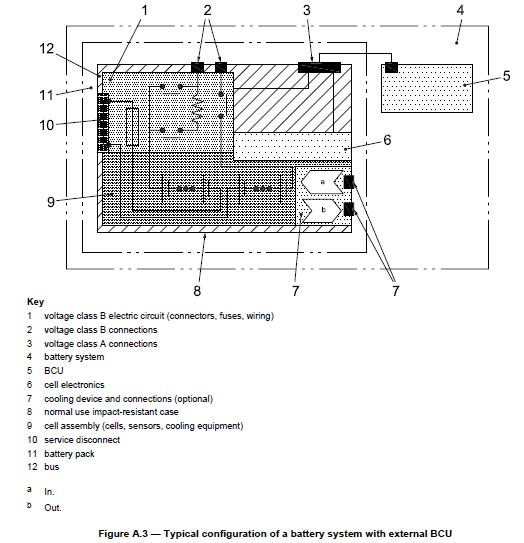 1 2 3 4
12
11
10
5
6
a
b
9
8 7 7
Key
1 voltage class B electric circuit (connectors, fuses, wiring)
2 voltage class B connections
3 voltage class A connections
4 battery system
5 BCU
6 cell electronics
7 cooling device and connections (optional)
8 normal use impact-resistant case
9 cell assembly (cells, sensors, cooling equipment)
10 service disconnect
11 battery pack
12 bus
a In.
b Out.
Figure A.3 — Typical configuration of a battery system with external BCU